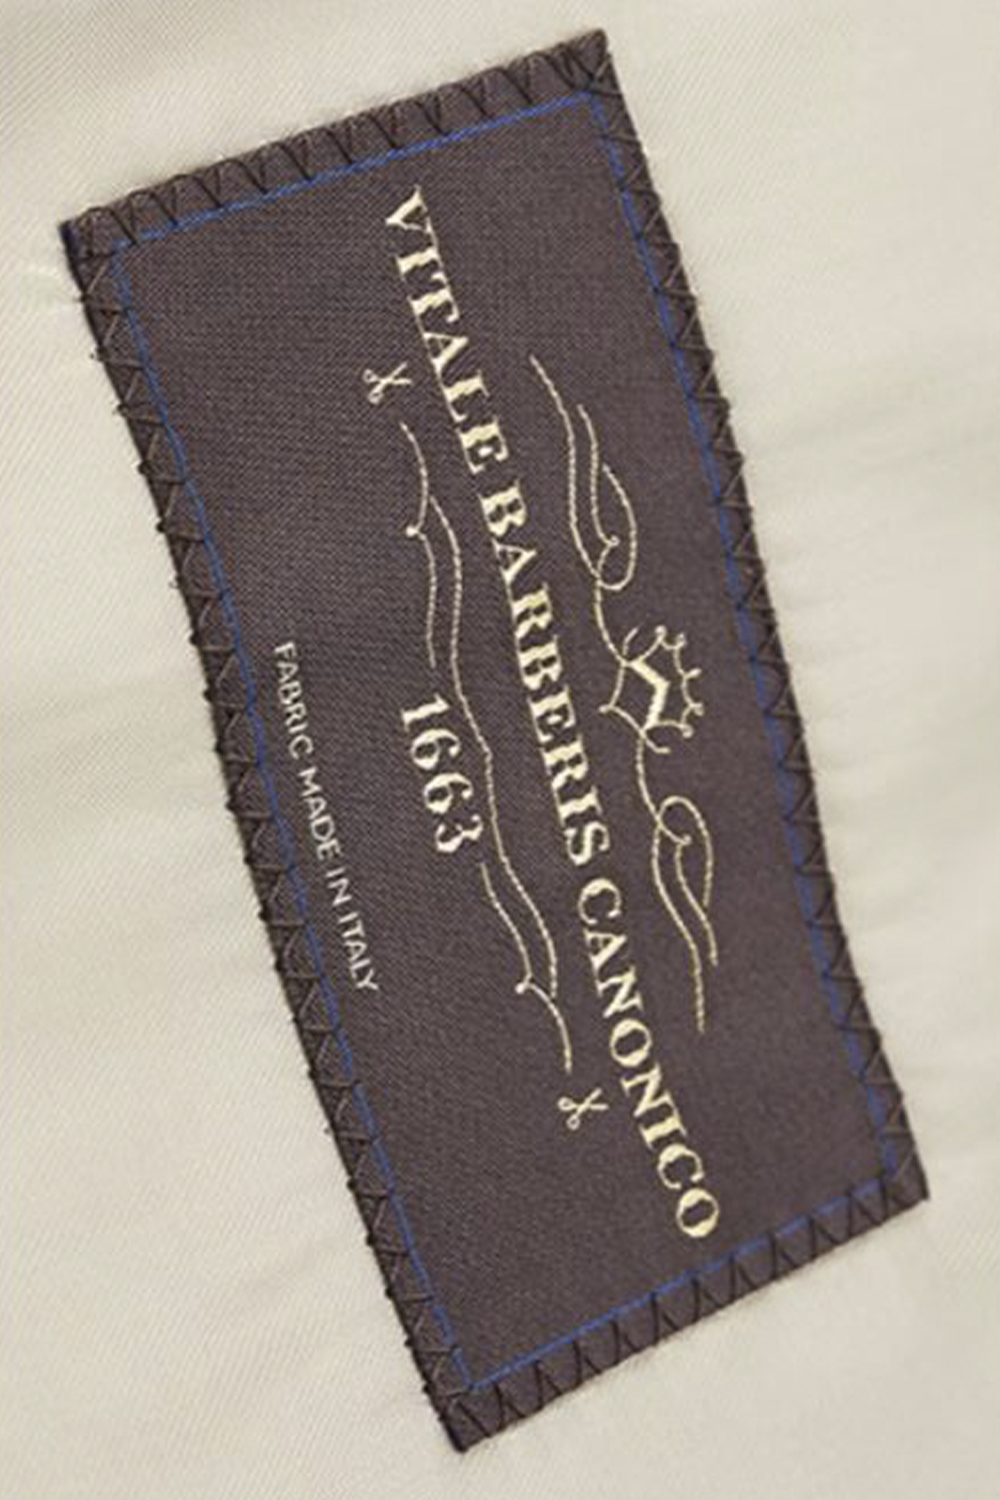 VITALE BARBERIS CANONICO
1663
FABRIC MADE IN ITALY